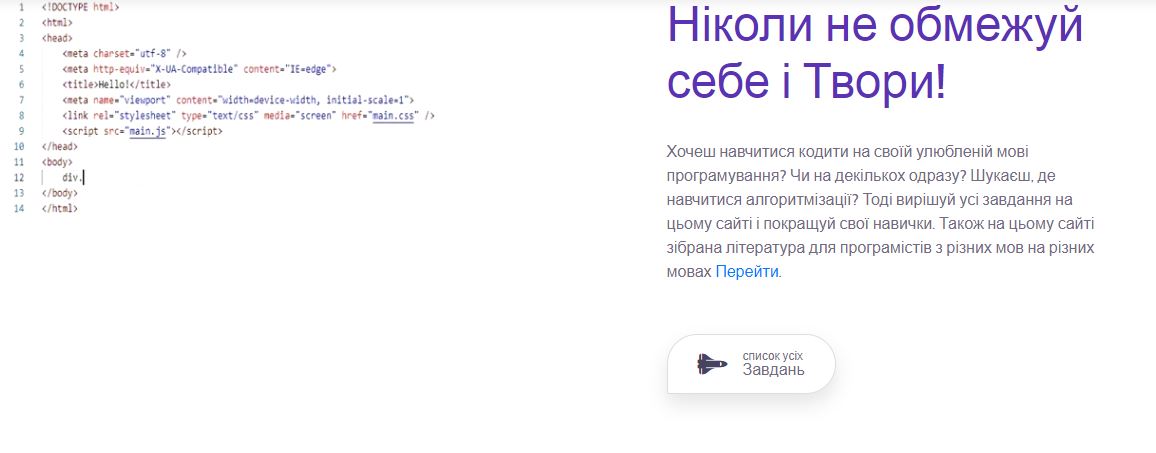 1 <!DOCTYPE html>
2 <html>
3 <head>
4 <meta charset="utf-8" />
5 <meta http-equiv="X-UA-Compatible" content="IE=edge">
6 <title>Hello!</title>
7 <meta name="viewport" content="width=device-width, initial-scale=1">
8 <link rel="stylesheet" type="text/css" media="screen" href="main.css" />
9 <script src="main.js"></script>
10 </head>
11 <body>
12 div.
13 </body>
14 </html>
Ніколи не обмежуй
себе і Твори!
Хочеш навчитися кодити на своїй улюбленій мові
програмування? Чи на декількох одразу? Шукаєш, де
навчитися алгоритмізації? Тоді вирішуй усі завдання на
цьому сайті і покращуй свої навички. Також на цьому сайті
зібрана література для програмістів з різних мов на різних
мовах Перейти.
список усіх
Завдань